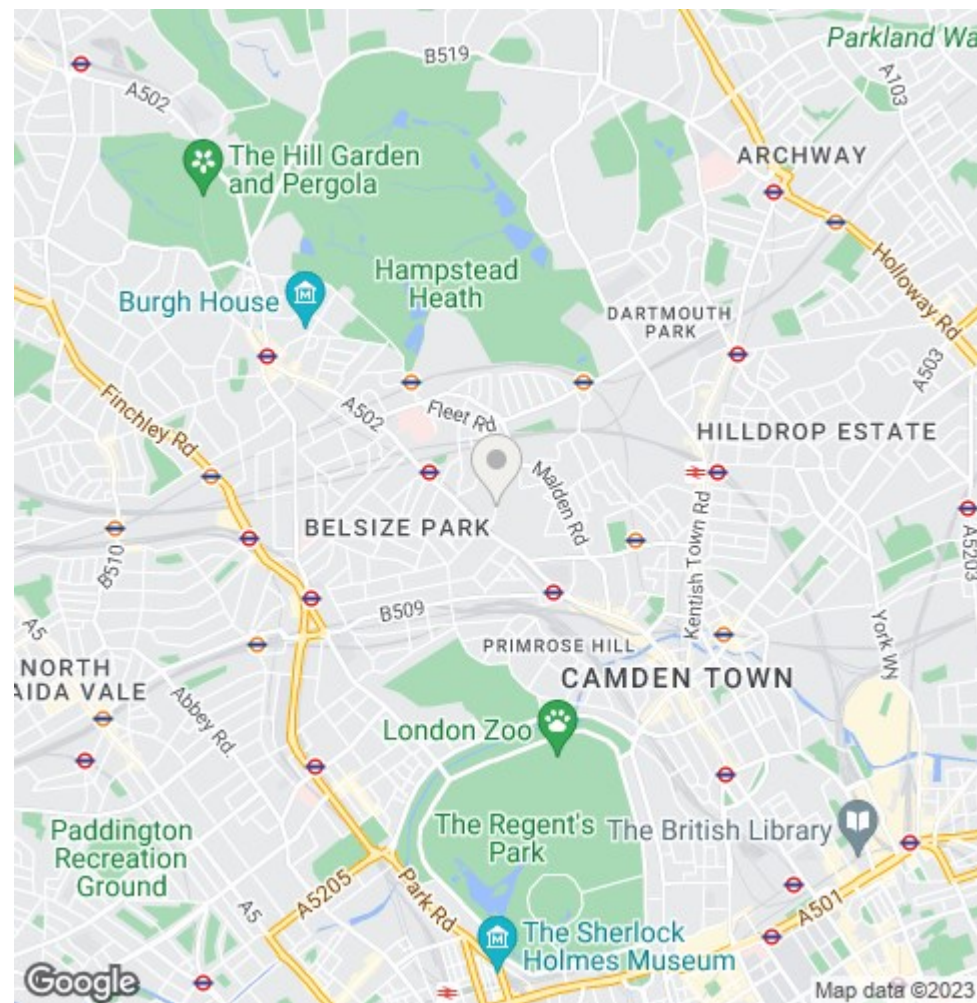 Parkland Wa
B519
A103
A502
The Hill Garden
and Pergola
ARCHWAY
Hampstead
Heath
Holloway Rd
Burgh House
DARTMOUTH
PARK
A503
Finchley Rd
A502
Fleet Rd
HILLDROP ESTATE
Malden Rd
BELSIZE PARK
Kentish Town Rd
A5203
B510
B509
A5
York WN
PRIMROSE HILL
NORTH
AIDA VALE
CAMDEN TOWN
Abbey Rd.
London Zoo
Paddington
Recreation
Ground
The Regent's
Park
The British Library
A5205
Park Rd
A5
A501
The Sherlock
Holmes Museum
Google
Map data ©2023